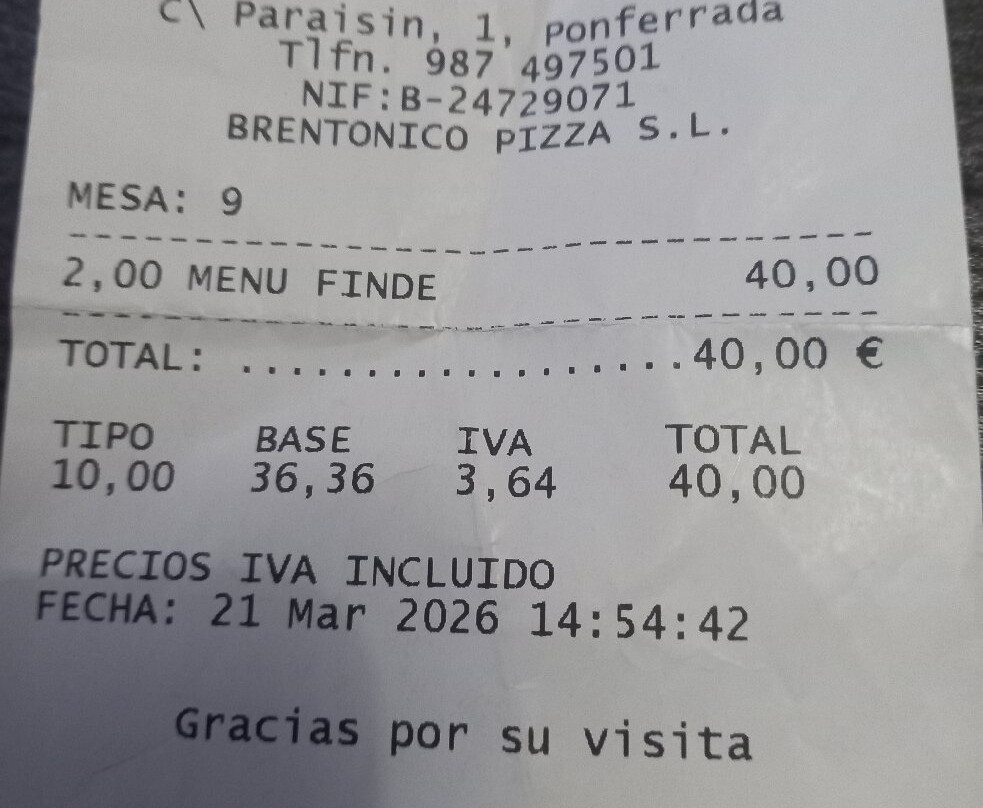 C\ Paraisin, 1, Ponferrada
Tlfn. 987 497501
NIF:B-24729071
BRENTONICO PIZZA S.L.
MESA: 9
--------------------------------
2,00 MENU FINDE 40,00
--------------------------------
TOTAL: ..................40,00 €
TIPO BASE IVA TOTAL
10,00 36,36 3,64 40,00
PRECIOS IVA INCLUIDO
FECHA: 21 Mar 2026 14:54:42
Gracias por su visita